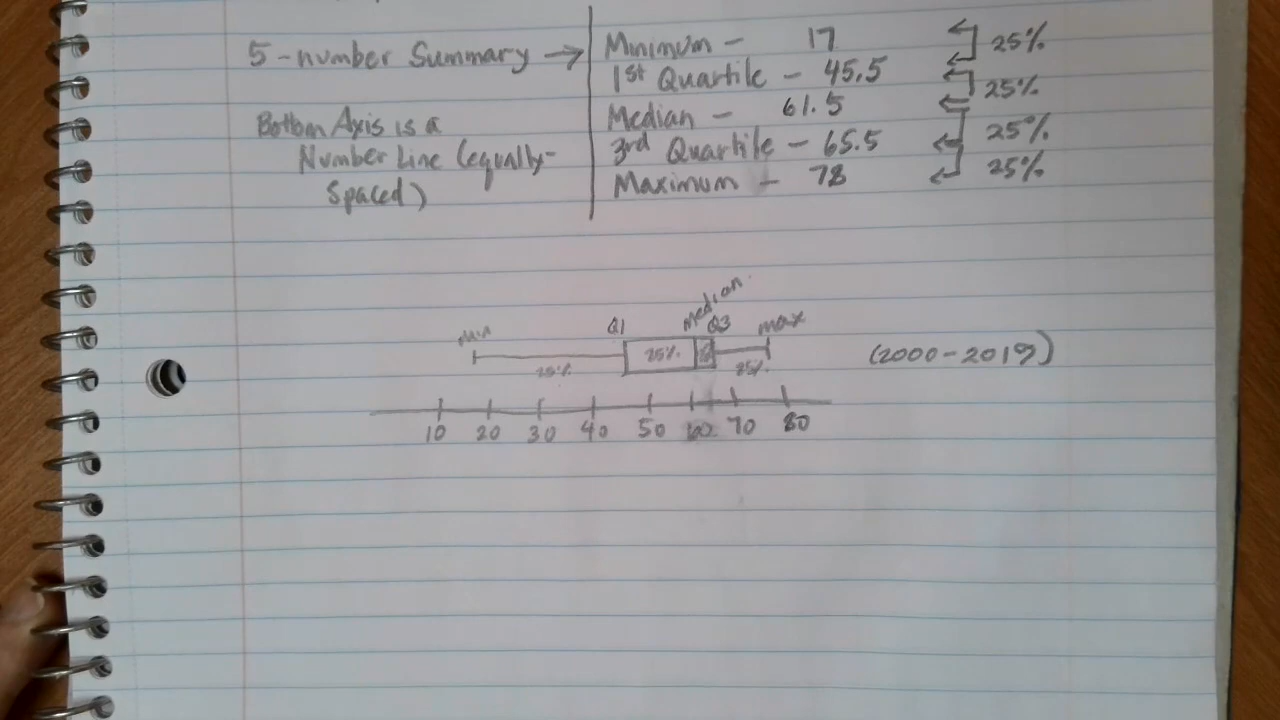 5-number Summary →
Minimum - 17
1st Quartile - 45.5
Median - 61.5
3rd Quartile - 65.5
Maximum - 78
25%
25%
25%
25%
Bottom Axis is a
Number Line (equally-
Spaced)
Min Q1 Median Q3 max
25% 25% 25%
(2000-2019)
10 20 30 40 50 60 70 80